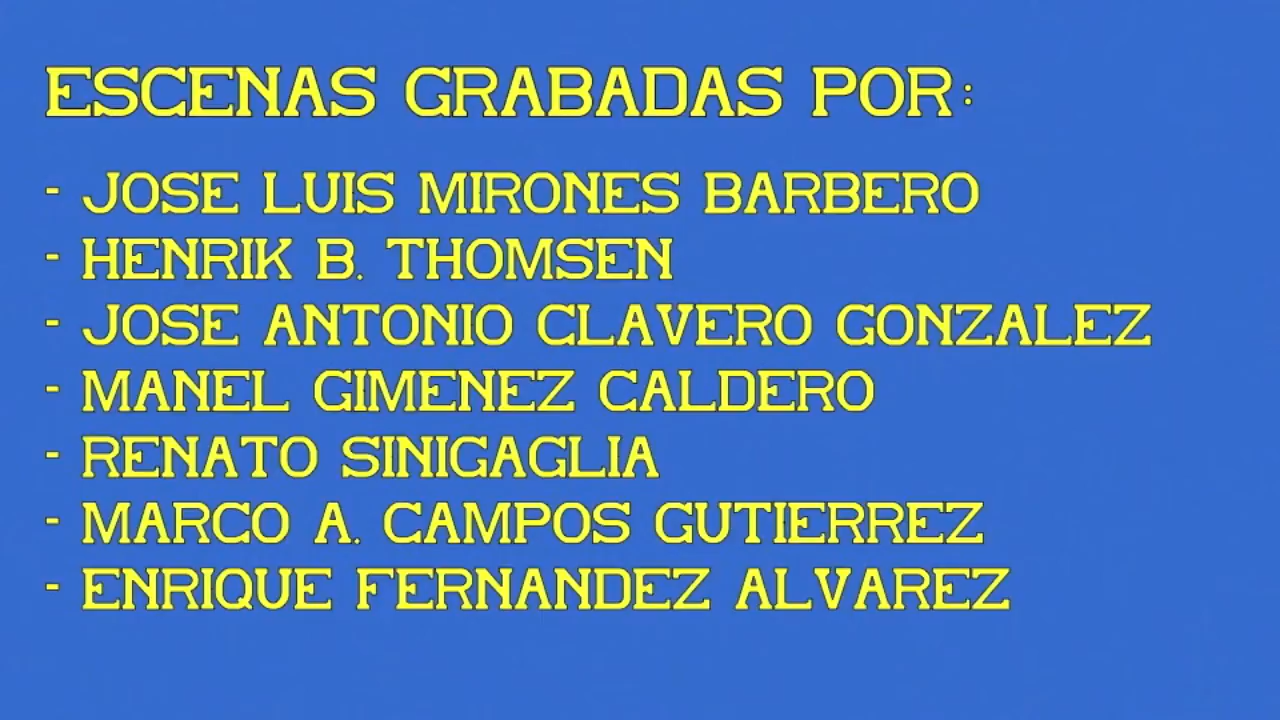 ESCENAS GRABADAS POR:
- JOSE LUIS MIRONES BARBERO
- HENRIK B. THOMSEN
- JOSE ANTONIO CLAVERO GONZALEZ
- MANEL GIMENEZ CALDERO
- RENATO SINIGAGLIA
- MARCO A. CAMPOS GUTIERREZ
- ENRIQUE FERNANDEZ ALVAREZ